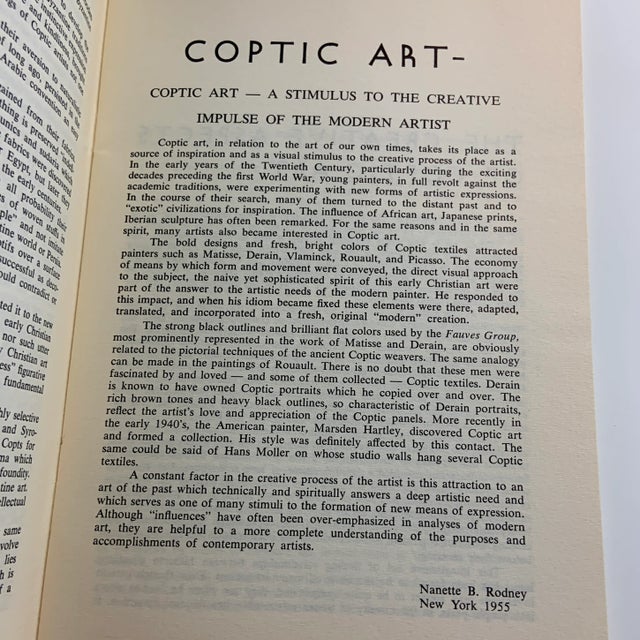 COPTIC ART-
COPTIC ART — A STIMULUS TO THE CREATIVE
IMPULSE OF THE MODERN ARTIST
Coptic art, in relation to the art of our own times, takes its place as a
source of inspiration and as a visual stimulus to the creative process of the artist.
In the early years of the Twentieth Century, particularly during the exciting
decades preceding the first World War, young painters, in full revolt against the
academic traditions, were experimenting with new forms of artistic expressions.
In the course of their search, many of them turned to the distant past and to
“exotic” civilizations for inspiration. The influence of African art, Japanese prints,
Iberian sculpture has often been remarked. For the same reasons and in the same
spirit, many artists also became interested in Coptic art.
The bold designs and fresh, bright colors of Coptic textiles attracted
painters such as Matisse, Derain, Vlaminck, Rouault, and Picasso. The economy
of means by which form and movement were conveyed, the direct visual approach
to the subject, the naive yet sophisticated spirit of this early Christian art were
part of the answer to the artistic needs of the modern painter. He responded to
this impact, and when his idiom became fixed these elements were there, adapted,
translated, and incorporated into a fresh, original “modern” creation.
The strong black outlines and brilliant flat colors used by the Fauves Group,
most prominently represented in the work of Matisse and Derain, are obviously
related to the pictorial techniques of the ancient Coptic weavers. The same analogy
can be made in the paintings of Rouault. There is no doubt that these men were
fascinated by and loved — and some of them collected — Coptic textiles. Derain
is known to have owned Coptic portraits which he copied over and over. The
rich brown tones and heavy black outlines, so characteristic of Derain portraits,
reflect the artist's love and appreciation of the Coptic panels. More recently in
the early 1940's, the American painter, Marsden Hartley, discovered Coptic art
and formed a collection. His style was definitely affected by this contact. The
same could be said of Hans Moller on whose studio walls hang several Coptic
textiles.
A constant factor in the creative process of the artist is this attraction to an
art of the past which technically and spiritually answers a deep artistic need and
which serves as one of many stimuli to the formation of new means of expression.
Although “influences” have often been over-emphasized in analyses of modern
art, they are helpful to a more complete understanding of the purposes and
accomplishments of contemporary artists.
Nanette B. Rodney
New York 1955